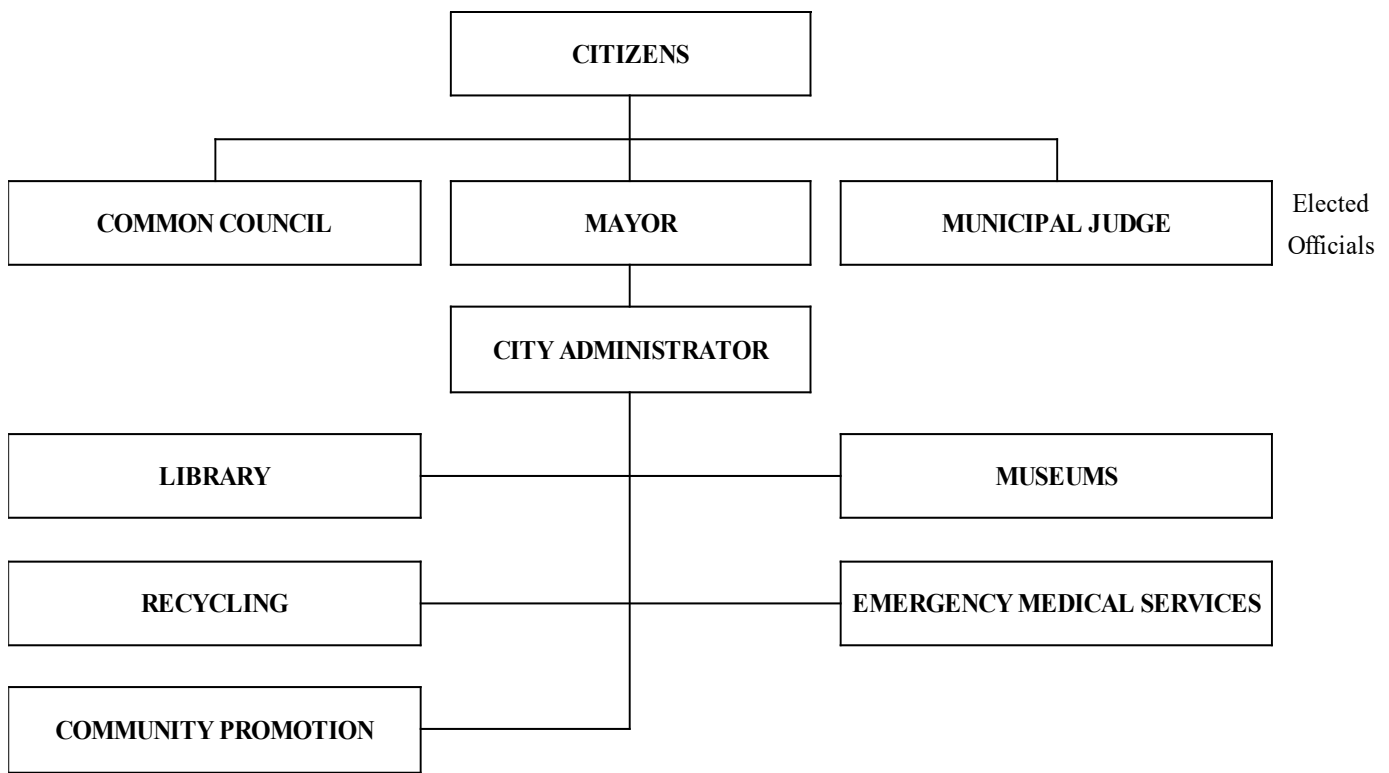 CITIZENS
COMMON COUNCIL
MAYOR
MUNICIPAL JUDGE
Elected
Officials
CITY ADMINISTRATOR
LIBRARY
MUSEUMS
RECYCLING
EMERGENCY MEDICAL SERVICES
COMMUNITY PROMOTION